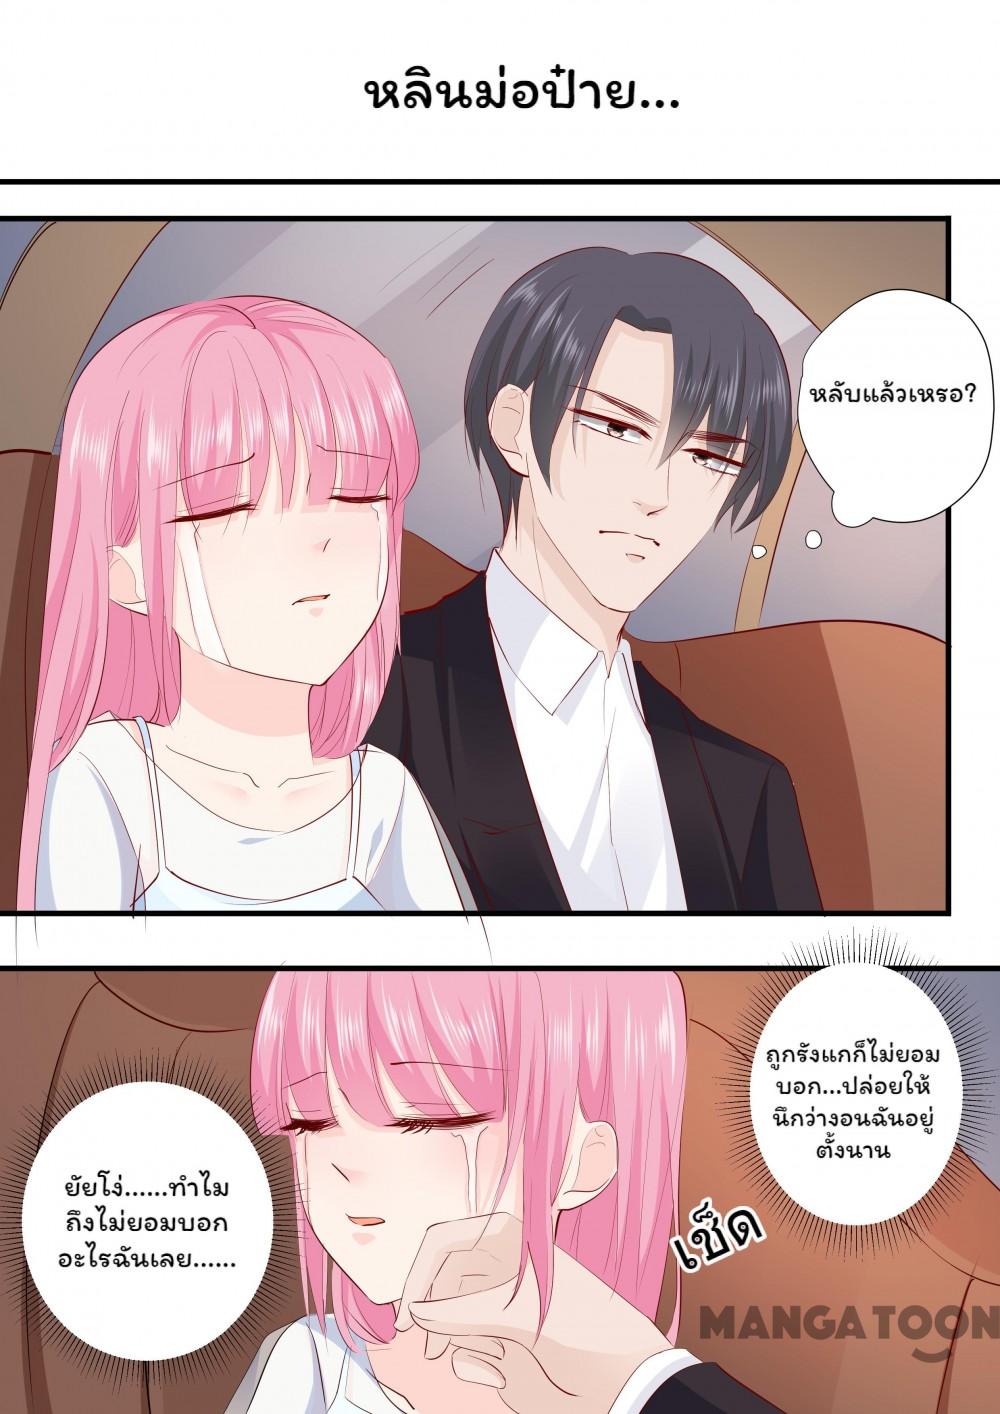 หลินม่อป๋าย...
หลับแล้วเหรอ?
ถูกรังแกก็ไม่ยอม
บอก...ปล่อยให้
นึกว่างอนฉันอยู่
ตั้งนาน
ยัยโง่......ทำไม
ถึงไม่ยอมบอก
อะไรฉันเลย......
เช็ด
MANGATOON